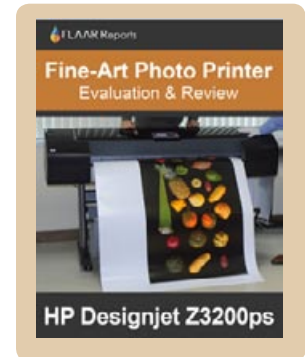 FLAAR Reports
Fine-Art Photo Printer
Evaluation & Review
HP Designjet Z3200ps